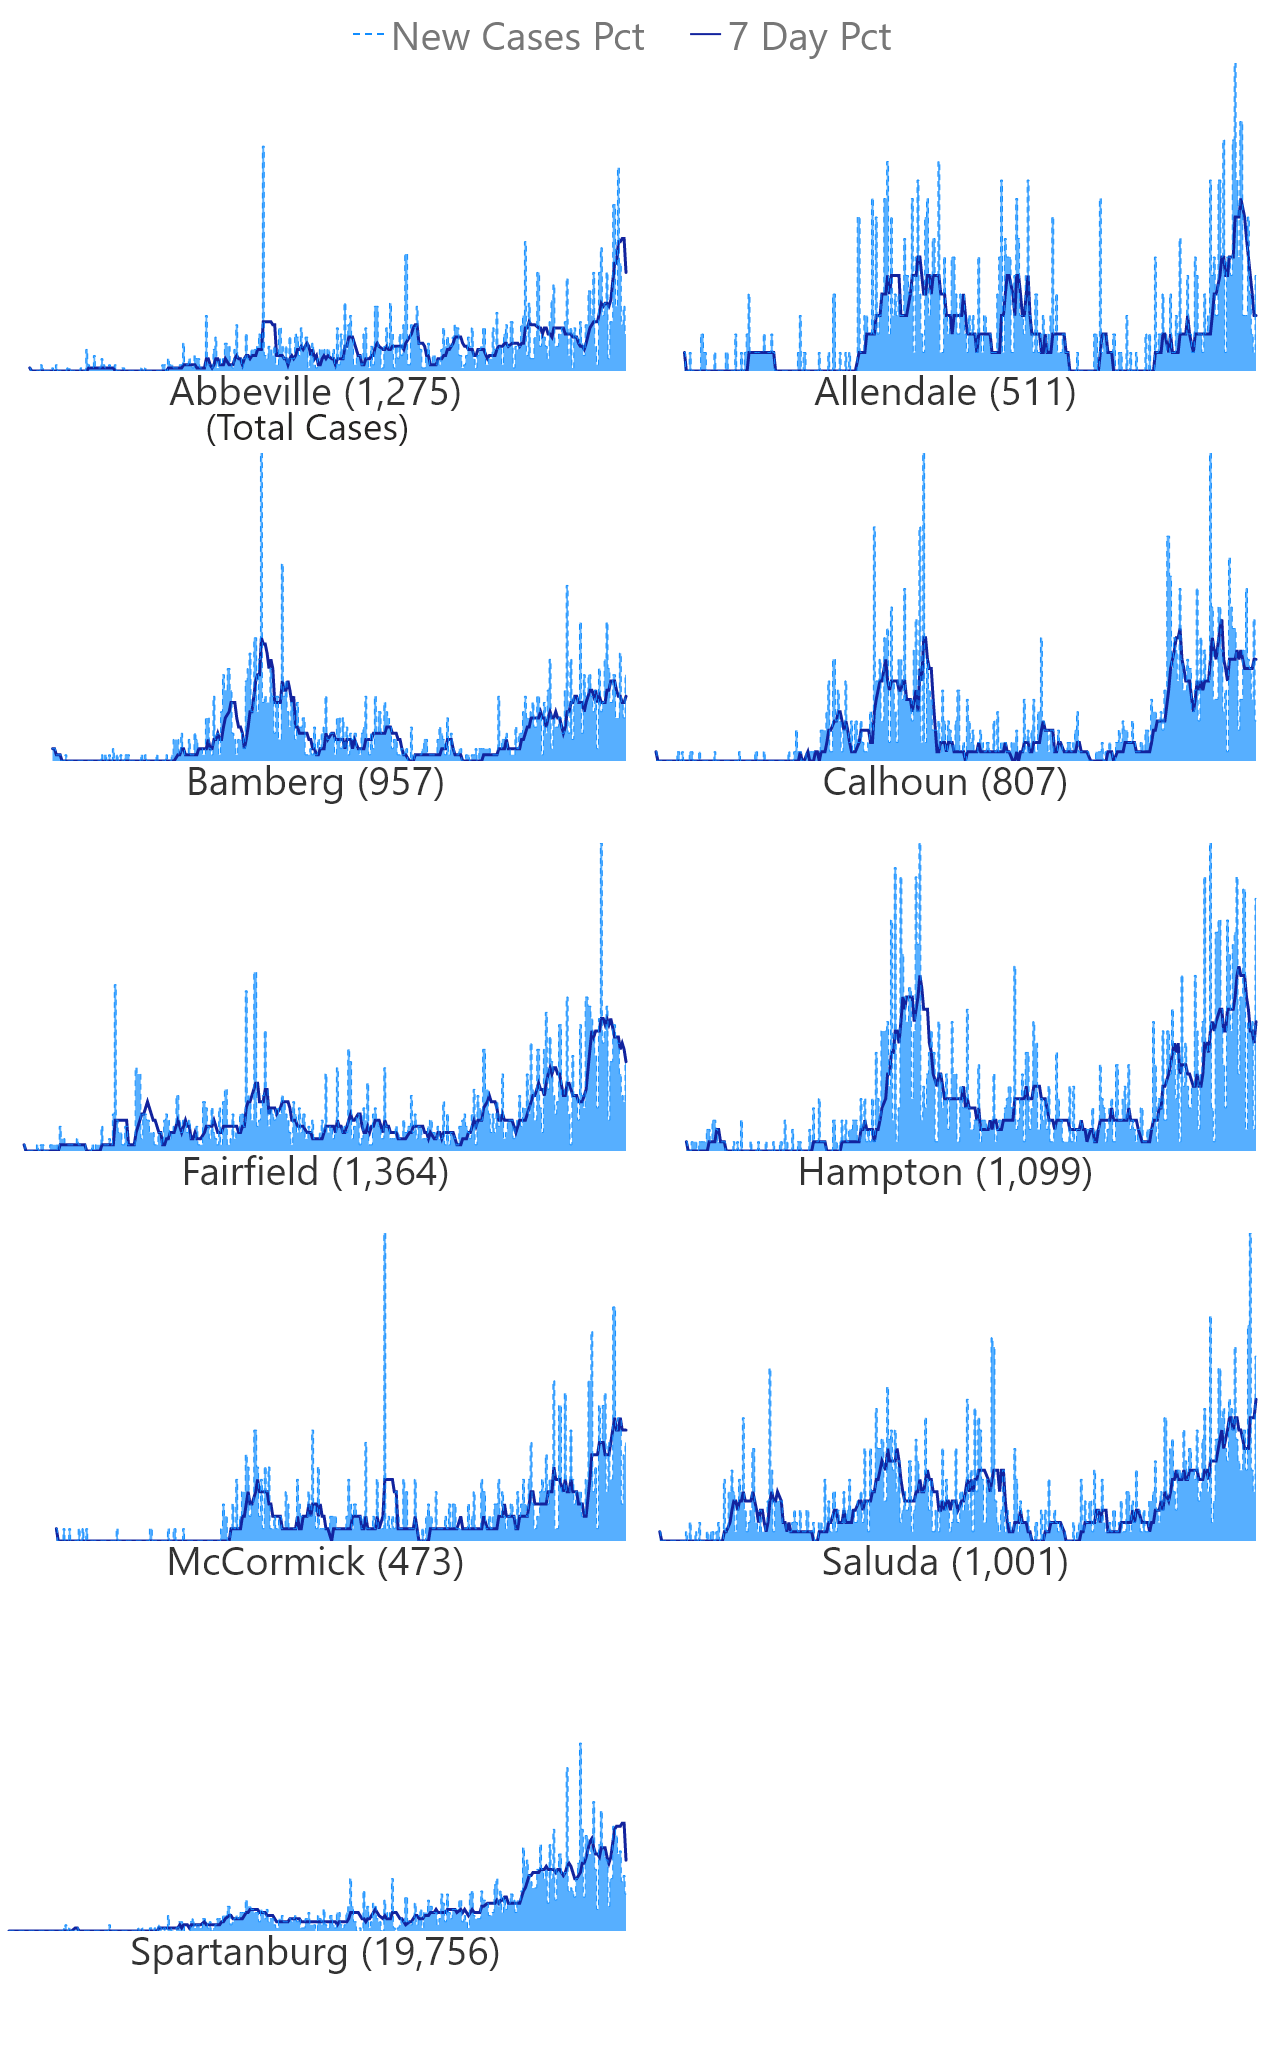 New Cases Pct 7 Day Pct
Abbeville (1,275) Allendale (511)
(Total Cases)
Bamberg (957) Calhoun (807)
Fairfield (1,364) Hampton (1,099)
McCormick (473) Saluda (1,001)
Spartanburg (19,756)